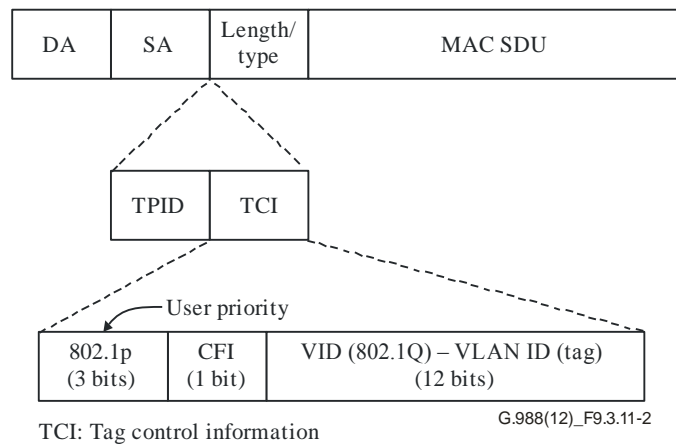 DA
SA
Length/
type
MAC SDU
TPID
TCI
User priority
802.1p
(3 bits)
CFI
(1 bit)
VID (802.1Q) – VLAN ID (tag)
(12 bits)
G.988(12)_F9.3.11-2
TCI: Tag control information